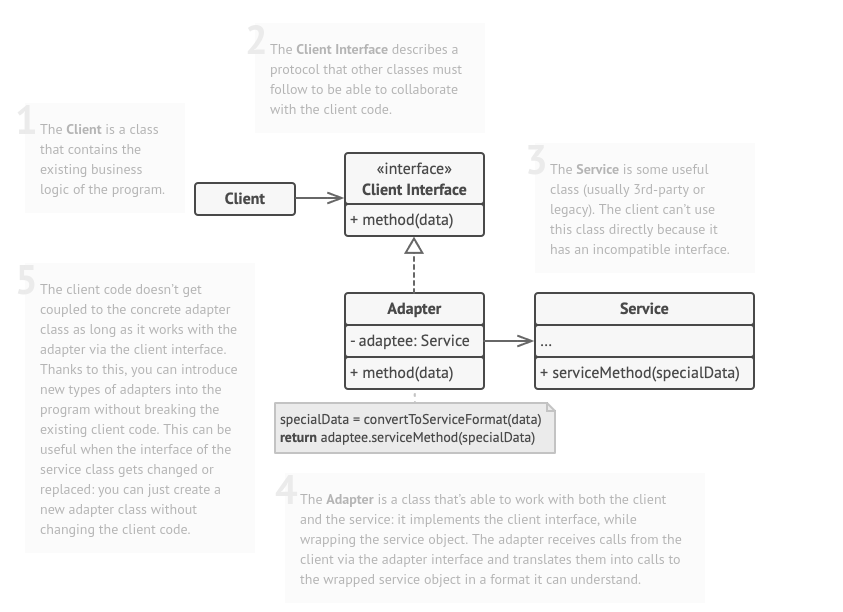 2
The Client Interface describes a
protocol that other classes must
follow to be able to collaborate
with the client code.
1
The Client is a class
that contains the
existing business
logic of the program.
Client
«interface»
Client Interface
+ method(data)
3
The Service is some useful
class (usually 3rd-party or
legacy). The client can't use
this class directly because it
has an incompatible interface.
5
The client code doesn't get
coupled to the concrete adapter
class as long as it works with the
adapter via the client interface.
Thanks to this, you can introduce
new types of adapters into the
program without breaking the
existing client code. This can be
useful when the interface of the
service class gets changed or
replaced: you can just create a
new adapter class without
changing the client code.
Adapter
- adaptee: Service
+ method(data)
Service
...
+ serviceMethod(specialData)
specialData = convertToServiceFormat(data)
return adaptee.serviceMethod(specialData)
4
The Adapter is a class that's able to work with both the client
and the service: it implements the client interface, while
wrapping the service object. The adapter receives calls from the
client via the adapter interface and translates them into calls to
the wrapped service object in a format it can understand.